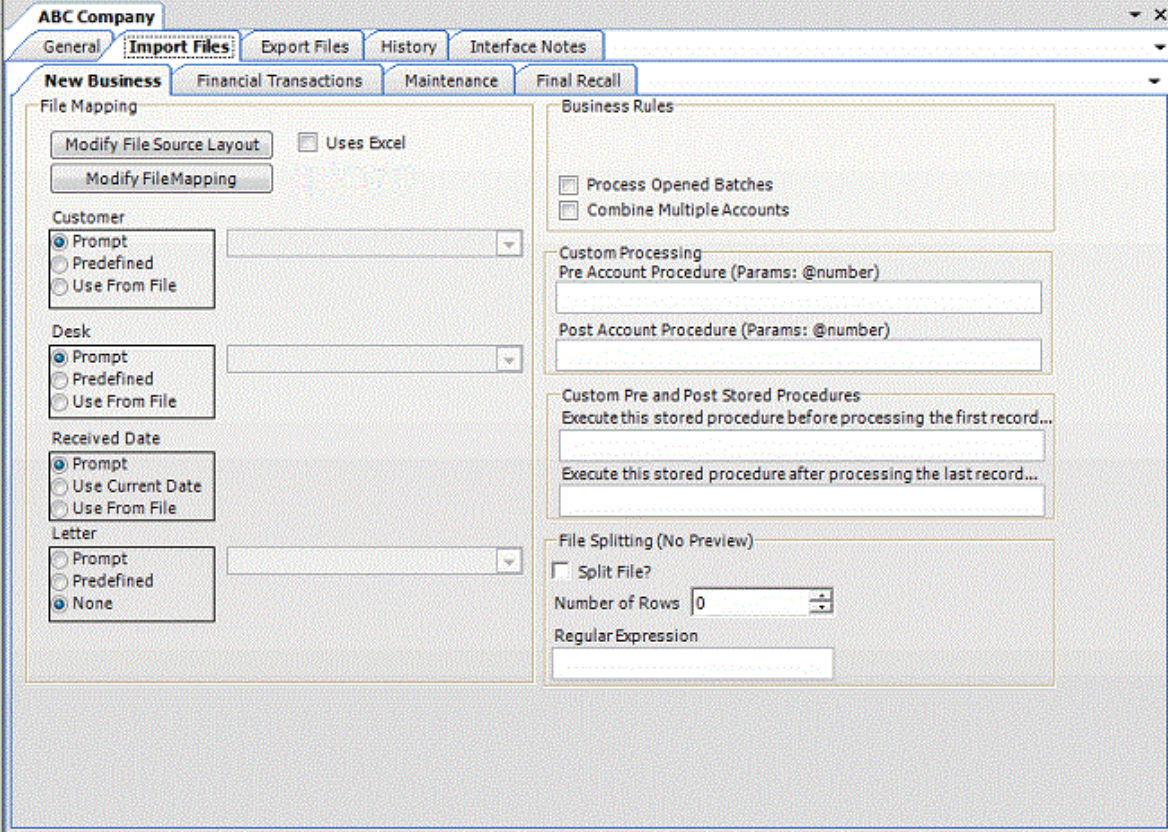 ABC Company
General Import Files Export Files History Interface Notes
New Business Financial Transactions Maintenance Final Recall
File Mapping
Modify File Source Layout Uses Excel
Modify FileMapping
Customer
Prompt
Predefined
Use From File
Desk
Prompt
Predefined
Use From File
Received Date
Prompt
Use Current Date
Use From File
Letter
Prompt
Predefined
None
Business Rules
Process Opened Batches
Combine Multiple Accounts
Custom Processing
Pre Account Procedure (Params: @number)
Post Account Procedure (Params: @number)
Custom Pre and Post Stored Procedures
Execute this stored procedure before processing the first record...
Execute this stored procedure after processing the last record...
File Splitting (No Preview)
Split File?
Number of Rows 0
Regular Expression